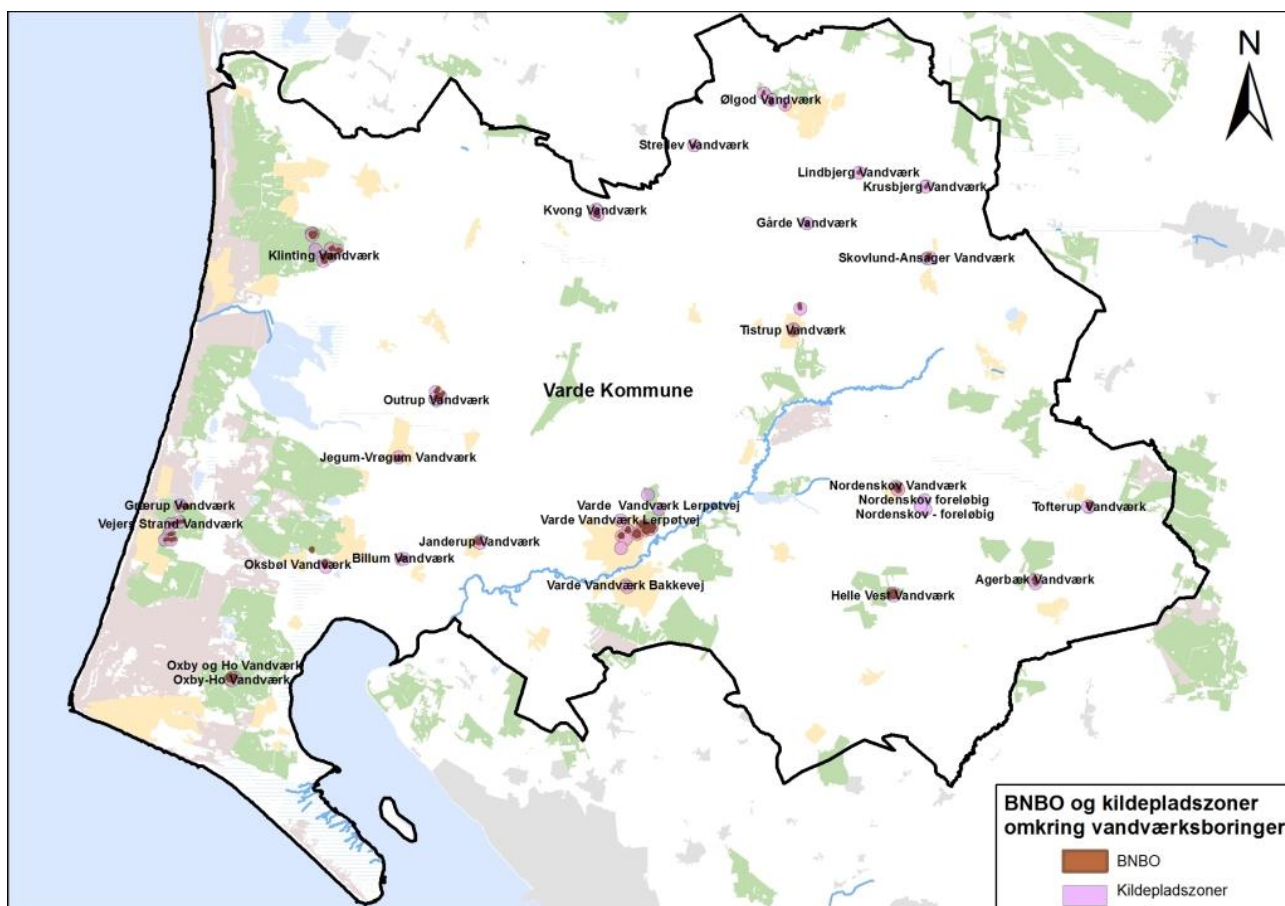 N
Ølgod Vandværk
Strellev Vandværk
Lindbjerg Vandværk
Krusbjerg Vandværk
Kvong Vandværk
Gårde Vandværk
Klinting Vandværk
Skovlund-Ansager Vandværk
Tistrup Vandværk
Varde Kommune
Outrup Vandværk
Jegum-Vrøgum Vandværk
Nordenskov Vandværk
Nordenskov foreløbig
Nordenskov - foreløbig
Tofterup Vandværk
Grærup Vandværk
Vejers Strand Vandværk
Varde Vandværk Lerpøtvej
Varde Vandværk Lerpøtvej
Janderup Vandværk
Billum Vandværk
Oksbøl Vandværk
Varde Vandværk Bakkevej
Agerbæk Vandværk
Helle Vest Vandværk
Oxby og Ho Vandværk
Oxby-Ho Vandværk
BNBO og kildepladszoner
omkring vandværksboringer
BNBO
Kildepladszoner